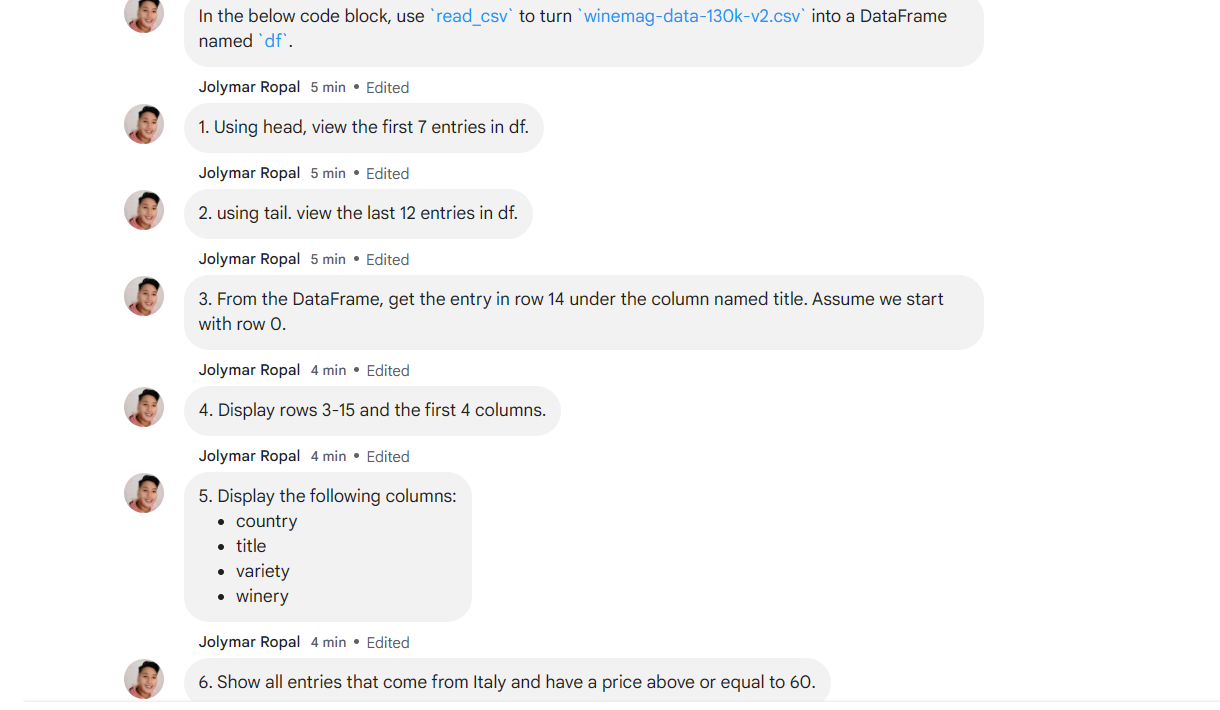 In the below code block, use `read_csv` to turn `winemag-data-130k-v2.csv` into a DataFrame
named `df`.
Jolymar Ropal 5 min • Edited
1. Using head, view the first 7 entries in df.
Jolymar Ropal 5 min • Edited
2. using tail. view the last 12 entries in df.
Jolymar Ropal 5 min • Edited
3. From the DataFrame, get the entry in row 14 under the column named title. Assume we start
with row 0.
Jolymar Ropal 4 min • Edited
4. Display rows 3-15 and the first 4 columns.
Jolymar Ropal 4 min • Edited
5. Display the following columns:
• country
• title
• variety
• winery
Jolymar Ropal 4 min • Edited
6. Show all entries that come from Italy and have a price above or equal to 60.